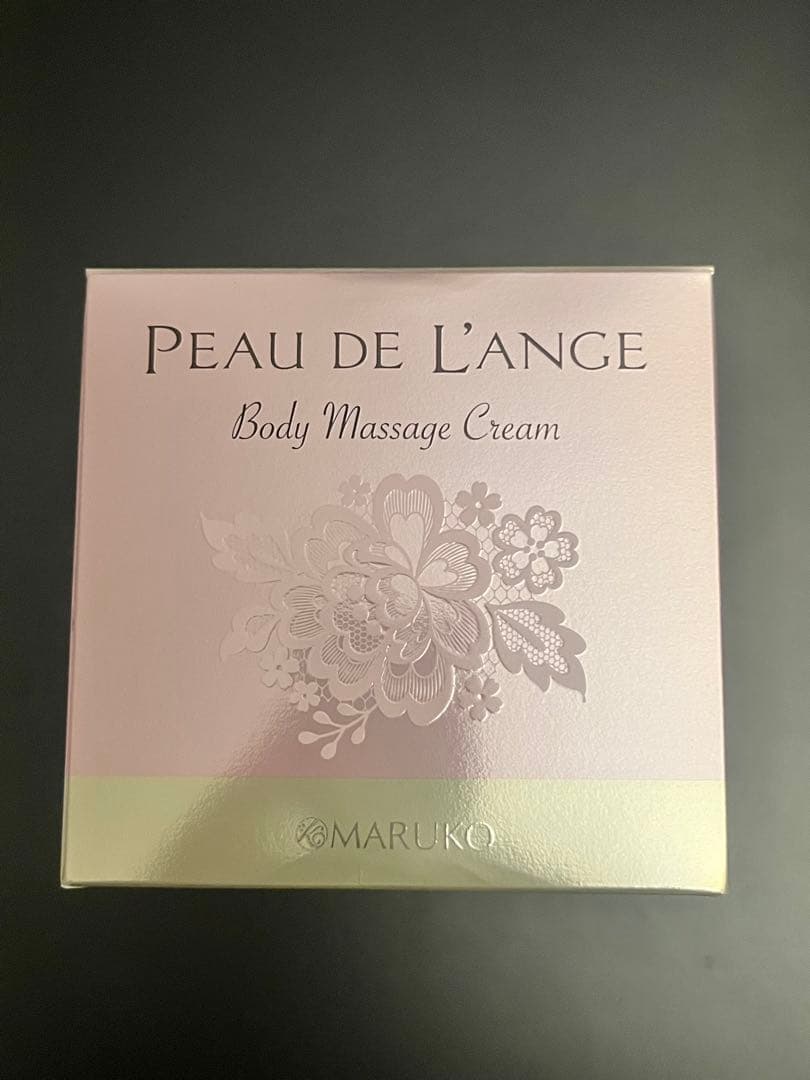 PEAU DE L'ANGE
Body Massage Cream
MARUKO